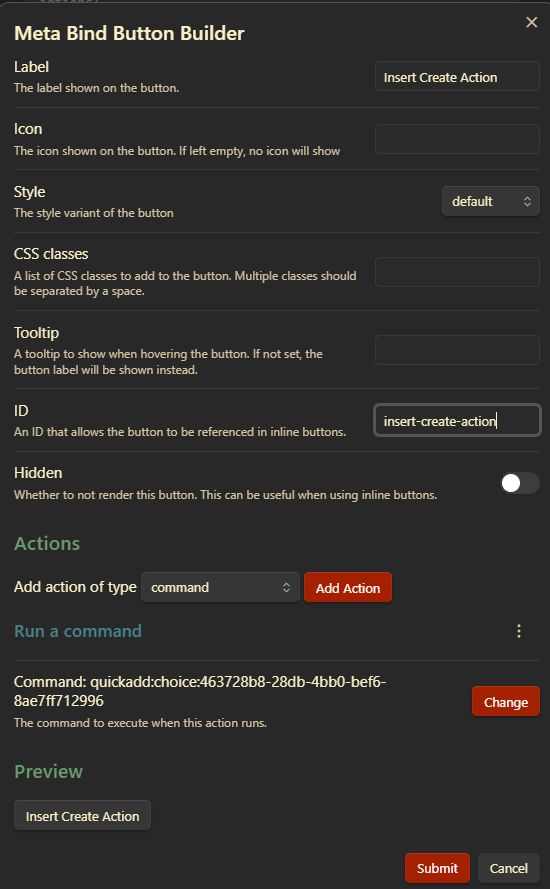 Meta Bind Button Builder
Label
The label shown on the button.
Insert Create Action
Icon
The icon shown on the button. If left empty, no icon will show
Style
The style variant of the button
default
CSS classes
A list of CSS classes to add to the button. Multiple classes should
be separated by a space.
Tooltip
A tooltip to show when hovering the button. If not set, the
button label will be shown instead.
ID
An ID that allows the button to be referenced in inline buttons.
insert-create-action
Hidden
Whether to not render this button. This can be useful when using inline buttons.
Actions
Add action of type
command
Add Action
Run a command
Command: quickadd:choice:463728b8-28db-4bb0-bef6-
8ae7ff712996
The command to execute when this action runs.
Change
Preview
Insert Create Action
Submit
Cancel